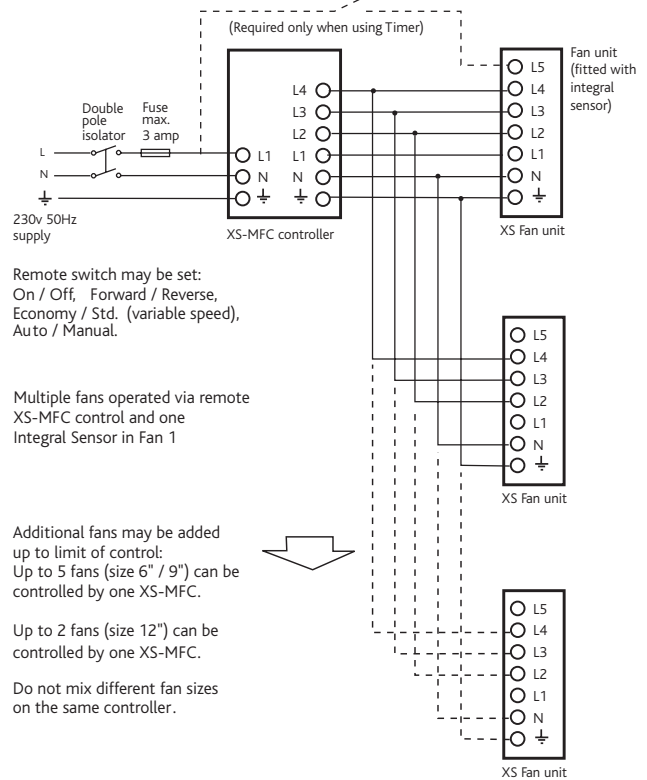 (Required only when using Timer)
Fan unit
(fitted with
integral
sensor)
L5
L4
L4
L3
L3
Double
pole
isolator
Fuse
max.
3 amp
L2
L2
L
L1
L1
L1
N
N
N
N
230v 50Hz
supply
XS-MFC controller
XS Fan unit
Remote switch may be set:
On / Off, Forward / Reverse,
Economy / Std. (variable speed),
Auto / Manual.
L5
L4
L3
L2
L1
N
XS Fan unit
Multiple fans operated via remote
XS-MFC control and one
Integral Sensor in Fan 1
Additional fans may be added
up to limit of control:
Up to 5 fans (size 6" / 9") can be
controlled by one XS-MFC.
Up to 2 fans (size 12") can be
controlled by one XS-MFC.
Do not mix different fan sizes
on the same controller.
L5
L4
L3
L2
L1
N
XS Fan unit